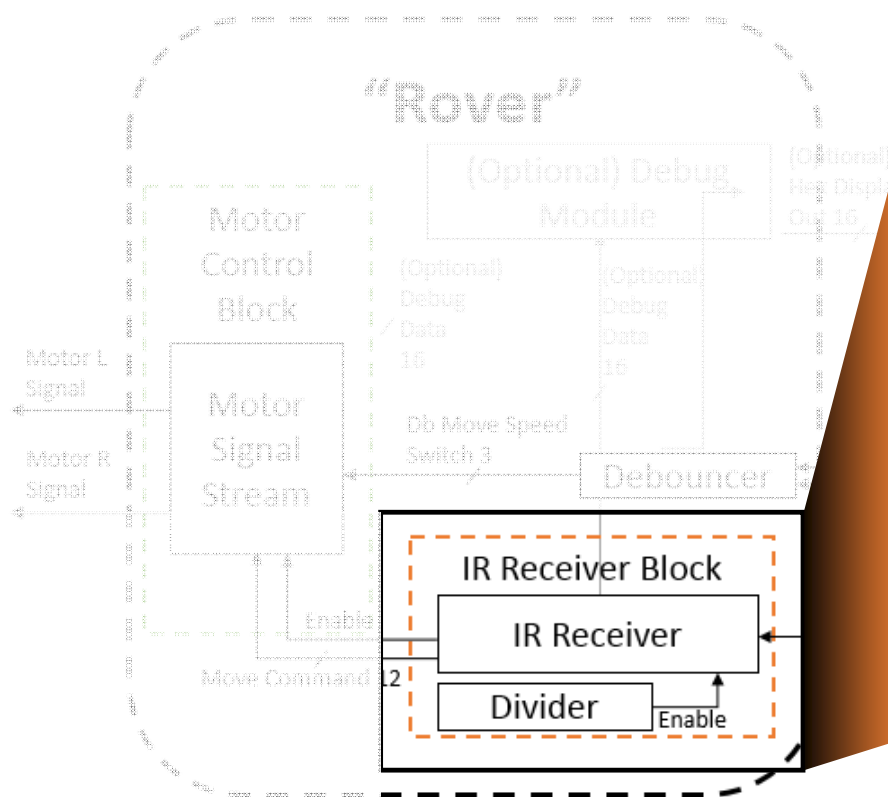 “Rover”
(Optional) Debug
Module
(Optional)
Hex Displa
Out 16
Motor
Control
Block
(Optional)
Debug
Data
16
(Optional)
Debug
Data
16
Motor L
Signal
Motor
Signal
Stream
Motor R
Signal
Db Move Speed
Switch 3
Debouncer
IR Receiver Block
IR Receiver
Enable
Move Command 12
Divider
Enable